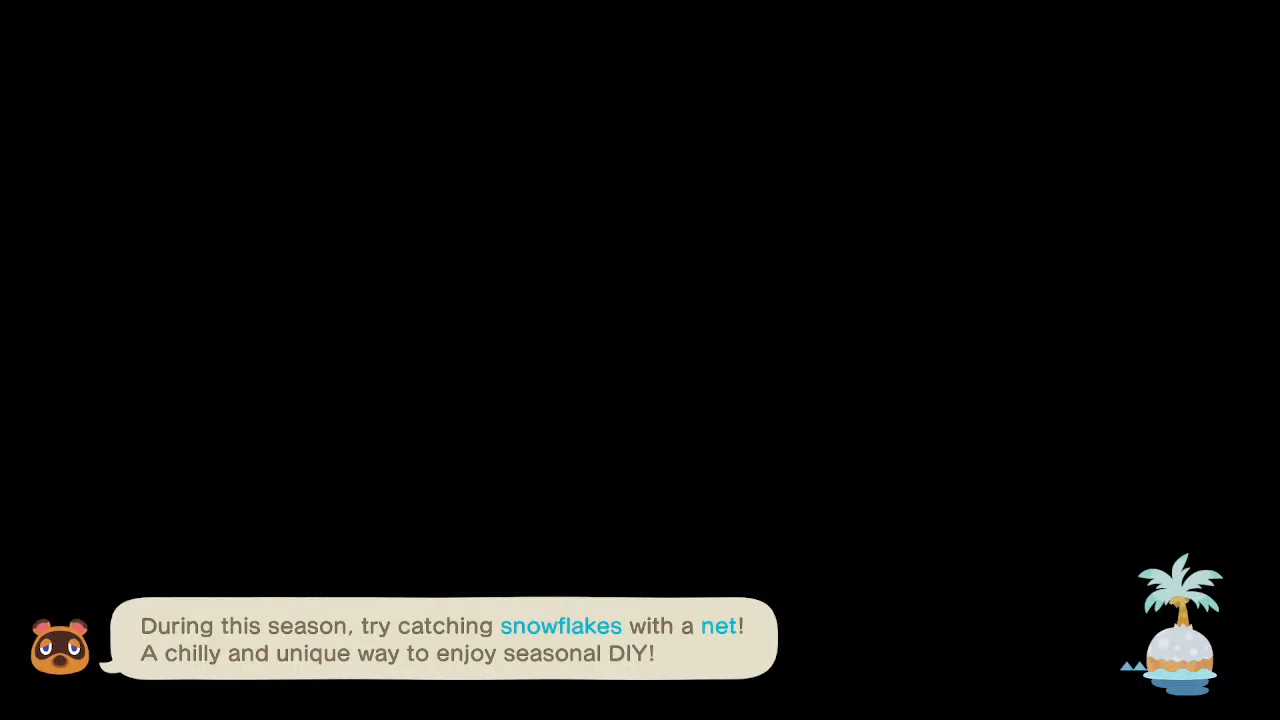 During this season, try catching snowflakes with a net!
A chilly and unique way to enjoy seasonal DIY!